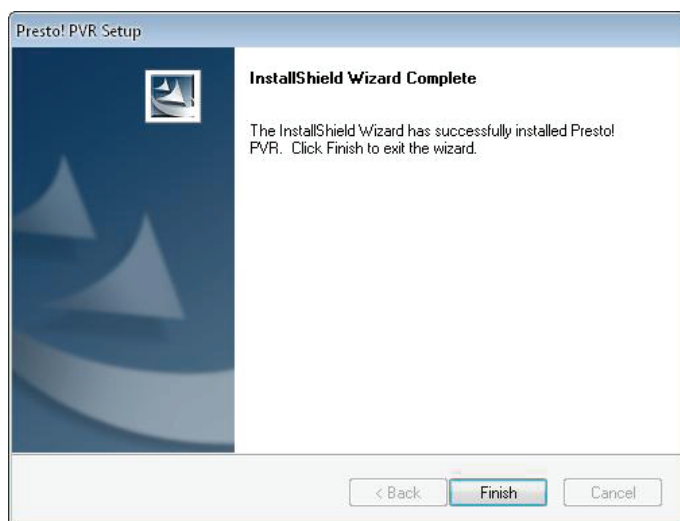 Presto! PVR Setup
InstallShield Wizard Complete
The InstallShield Wizard has successfully installed Presto!
PVR. Click Finish to exit the wizard.
< Back Finish Cancel